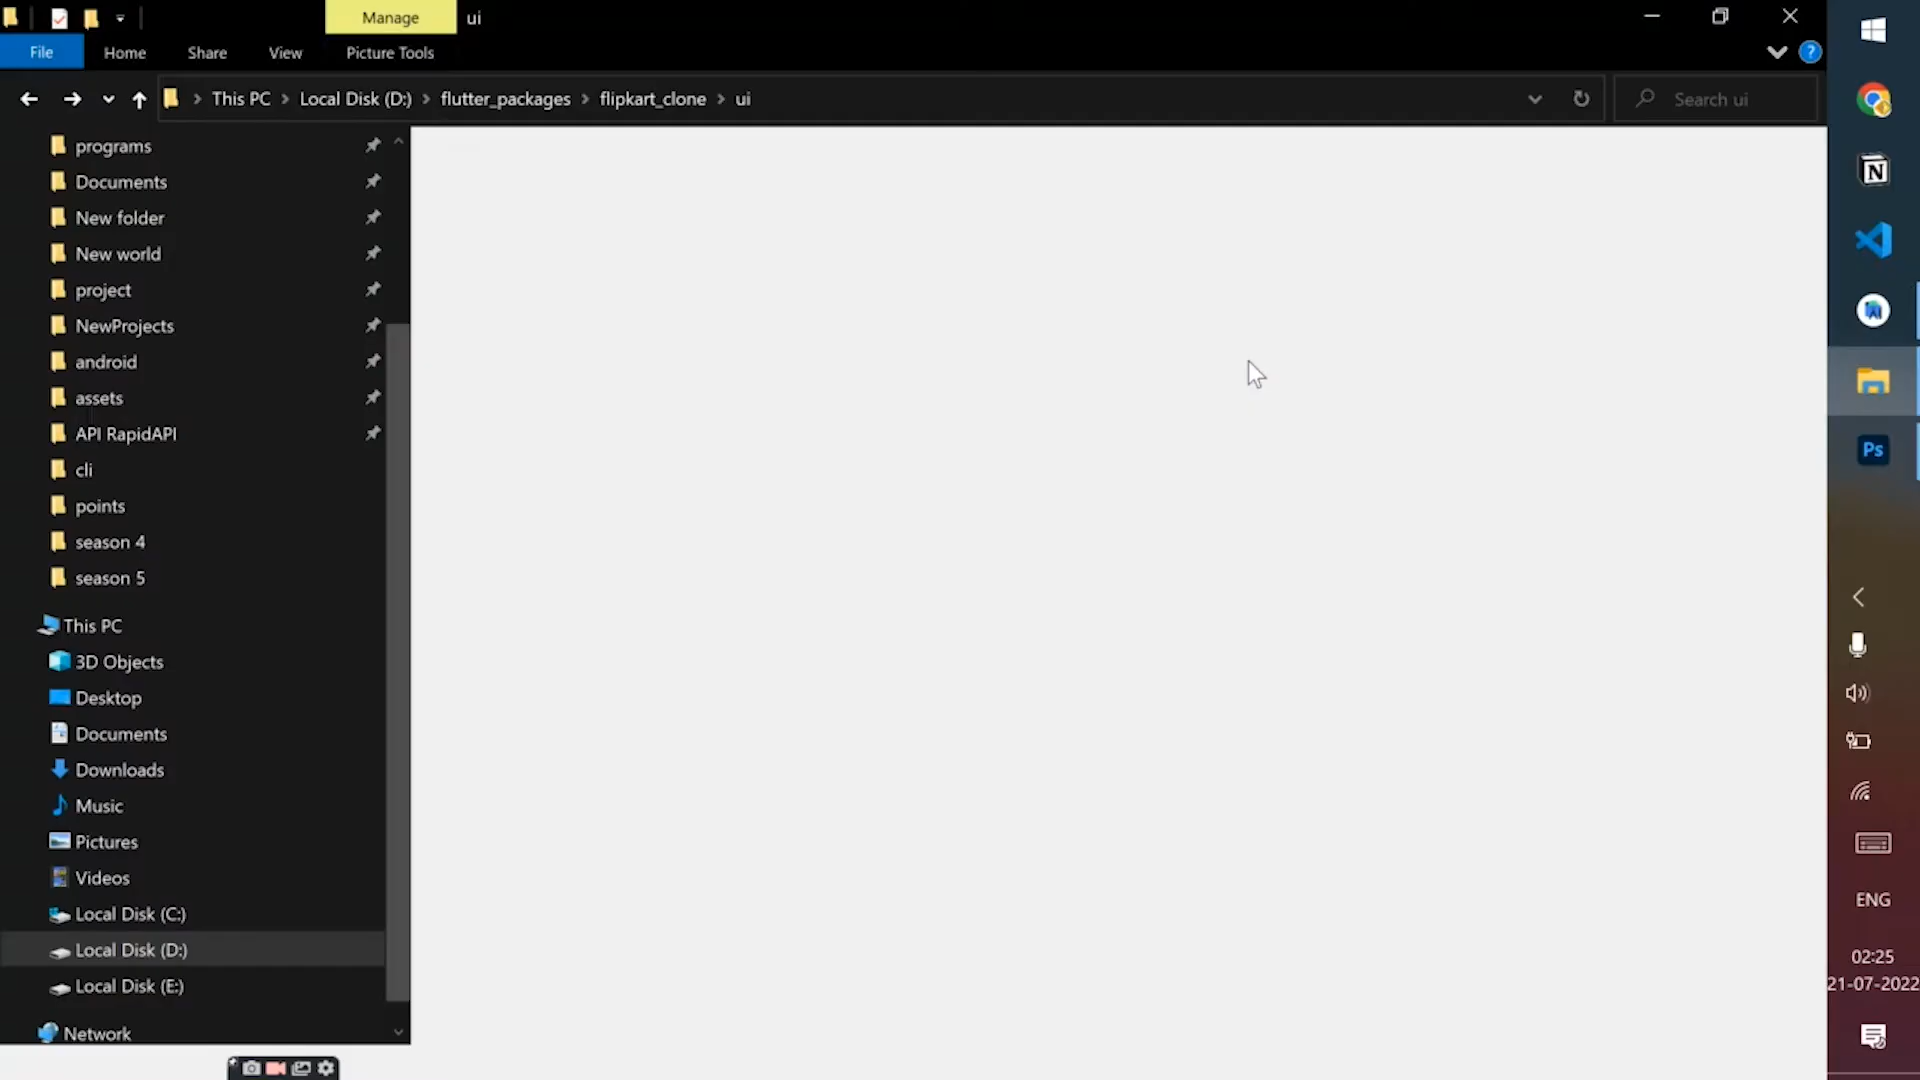 Manage
ui
File
Home
Share
View
Picture Tools
?
This PC
Local Disk (D:)
flutter_packages
flipkart_clone
ui
Search ui
programs
Documents
New folder
New world
project
NewProjects
android
assets
API RapidAPI
cli
points
season 4
season 5
This PC
3D Objects
Desktop
Documents
Downloads
Music
Pictures
Videos
Local Disk (C:)
Local Disk (D:)
Local Disk (E:)
Network
N
Ps
ENG
02:25
21-07-2022